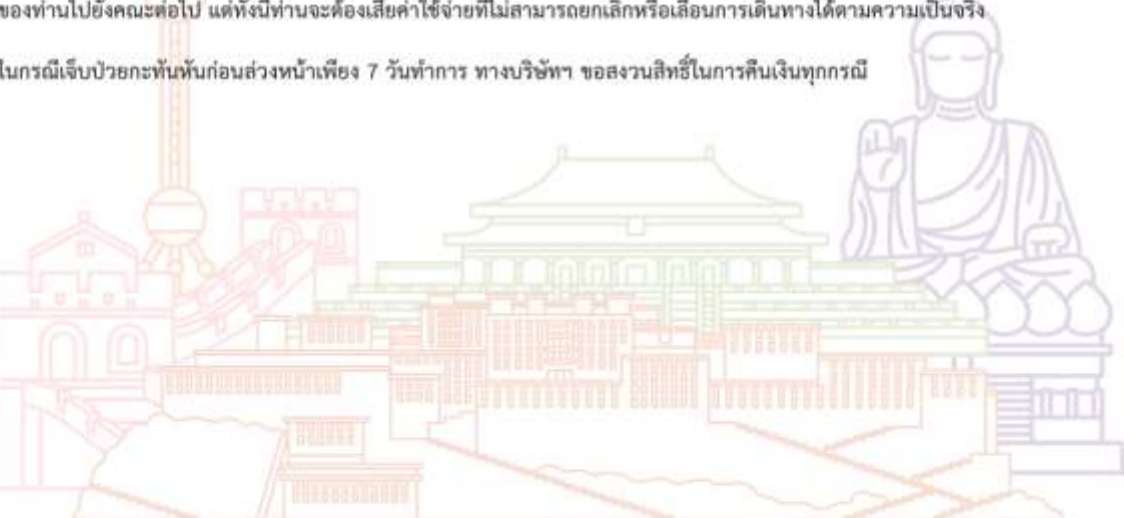 ของท่านไปยังคณะต่อไป แต่ทั้งนี้ท่านจะต้องเสียค่าใช้จ่ายที่ไม่สามารถยกเลิกหรือเลื่อนการเดินทางได้ตามความเป็นจริง
ในกรณีเจ็บป่วยกะทันหันก่อนล่วงหน้าเพียง 7 วันทำการ ทางบริษัทฯ ขอสงวนสิทธิ์ในการคืนเงินทุกกรณี